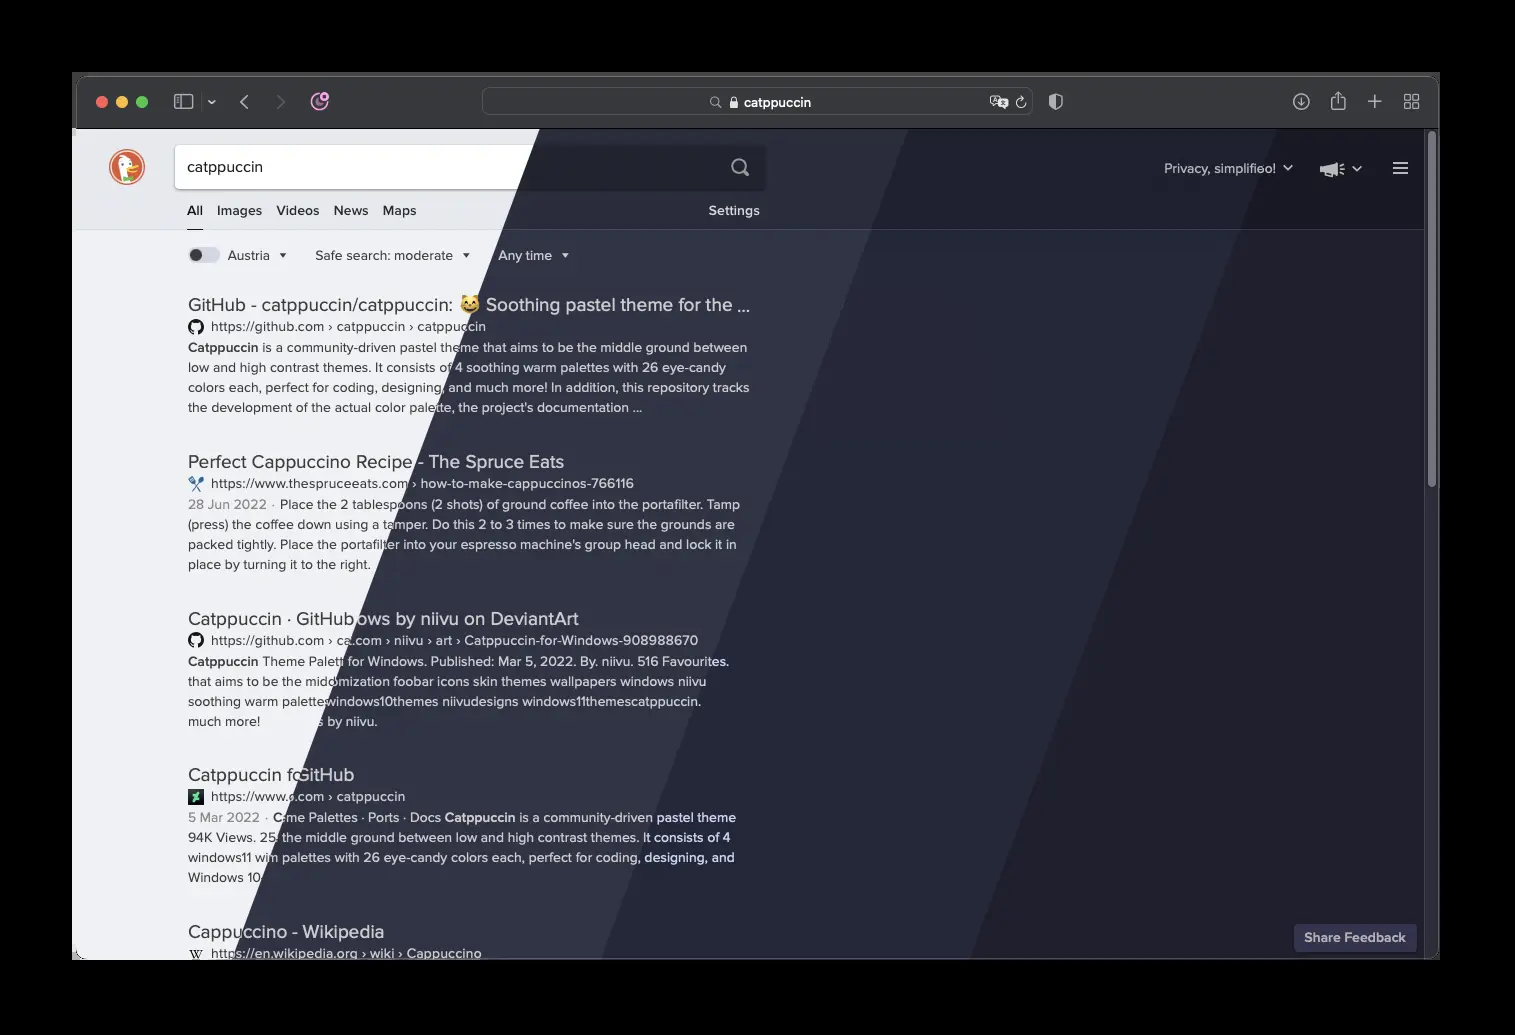 catppuccin
catppuccin
Privacy, simplified!
All Images Videos News Maps Settings
Austria Safe search: moderate Any time
GitHub - catppuccin/catppuccin: 😸 Soothing pastel theme for the ...
https://github.com › catppuccin › catppuccin
Catppuccin is a community-driven pastel theme that aims to be the middle ground between
low and high contrast themes. It consists of 4 soothing warm palettes with 26 eye-candy
colors each, perfect for coding, designing, and much more! In addition, this repository tracks
the development of the actual color palette, the project's documentation ...
Perfect Cappuccino Recipe - The Spruce Eats
https://www.thespruceeats.com › how-to-make-cappuccinos-766116
28 Jun 2022 · Place the 2 tablespoons (2 shots) of ground coffee into the portafilter. Tamp
(press) the coffee down using a tamper. Do this 2 to 3 times to make sure the grounds are
packed tightly. Place the portafilter into your espresso machine's group head and lock it in
place by turning it to the right.
Catppuccin · GitHubows by niivu on DeviantArt
https://github.com › ca.com › niivu › art › Catppuccin-for-Windows-908988670
Catppuccin Theme Palett for Windows. Published: Mar 5, 2022. By. niivu. 516 Favourites.
that aims to be the midomization foobar icons skin themes wallpapers windows niivu
soothing warm palettewindows10themes niivudesigns windows11themescatppuccin.
much more! s by niivu.
Catppuccin foGitHub
https://www.c.com › catppuccin
5 Mar 2022 · C me Palettes · Ports · Docs Catppuccin is a community-driven pastel theme
94K Views. 25 the middle ground between low and high contrast themes. It consists of 4
windows11 wim palettes with 26 eye-candy colors each, perfect for coding, designing, and
Windows 10
Cappuccino - Wikipedia
https://en.wikipedia.org › wiki › Cappuccino
Share Feedback